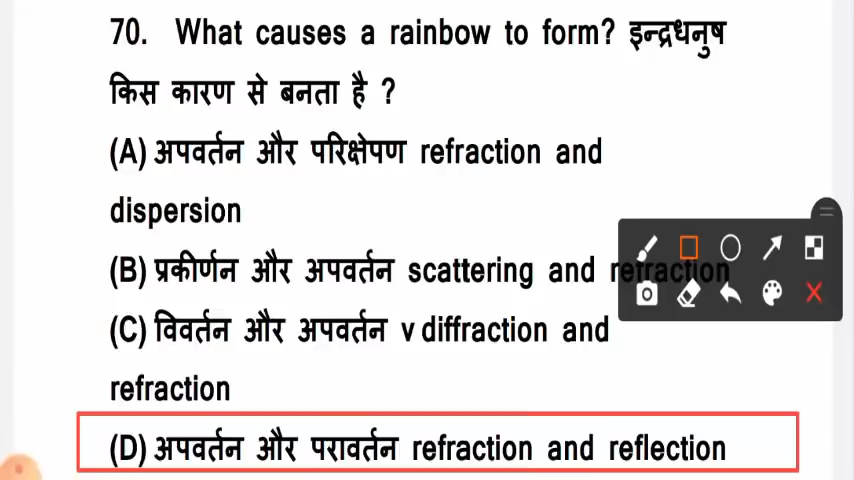 70. What causes a rainbow to form? इन्द्रधनुष
किस कारण से बनता है ?
(A) अपवर्तन और परिक्षेपण refraction and
dispersion
(B) प्रकीर्णन और अपवर्तन scattering and refraction
(C) विवर्तन और अपवर्तन v diffraction and
refraction
(D) अपवर्तन और परावर्तन refraction and reflection